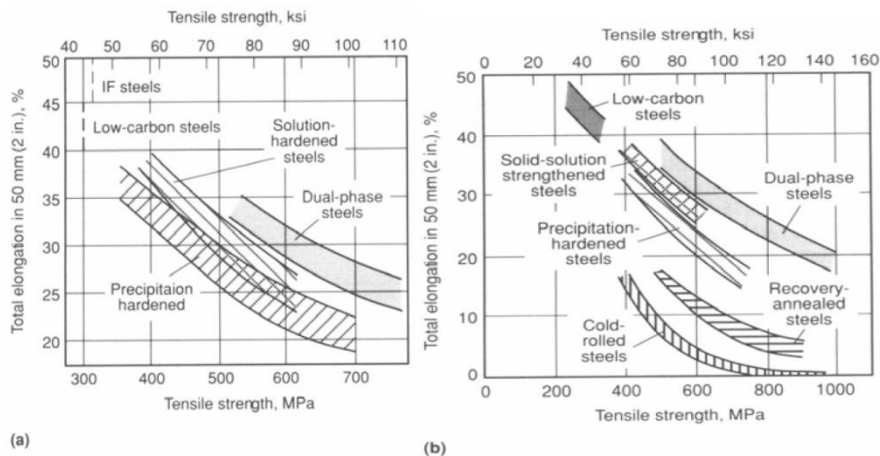 Tensile strength, ksi
40 50 60 70 80 90 100 110
50
45
40
35
30
25
20
Total elongation in 50 mm (2 in.), %
IF steels
Low-carbon steels
Solution-
hardened
steels
Dual-phase
steels
Precipitaion
hardened
300 400 500 600 700
Tensile strength, MPa
(a)
Tensile strength, ksi
0 20 40 60 80 100 120 140 160
50
40
30
20
10
0
Total elongation in 50 mm (2 in.), %
Low-carbon
steels
Solid-solution
strengthened
steels
Dual-phase
steels
Precipitation-
hardened
steels
Recovery-
annealed
steels
Cold-
rolled
steels
0 200 400 600 800 1000
Tensile strength, MPa
(b)